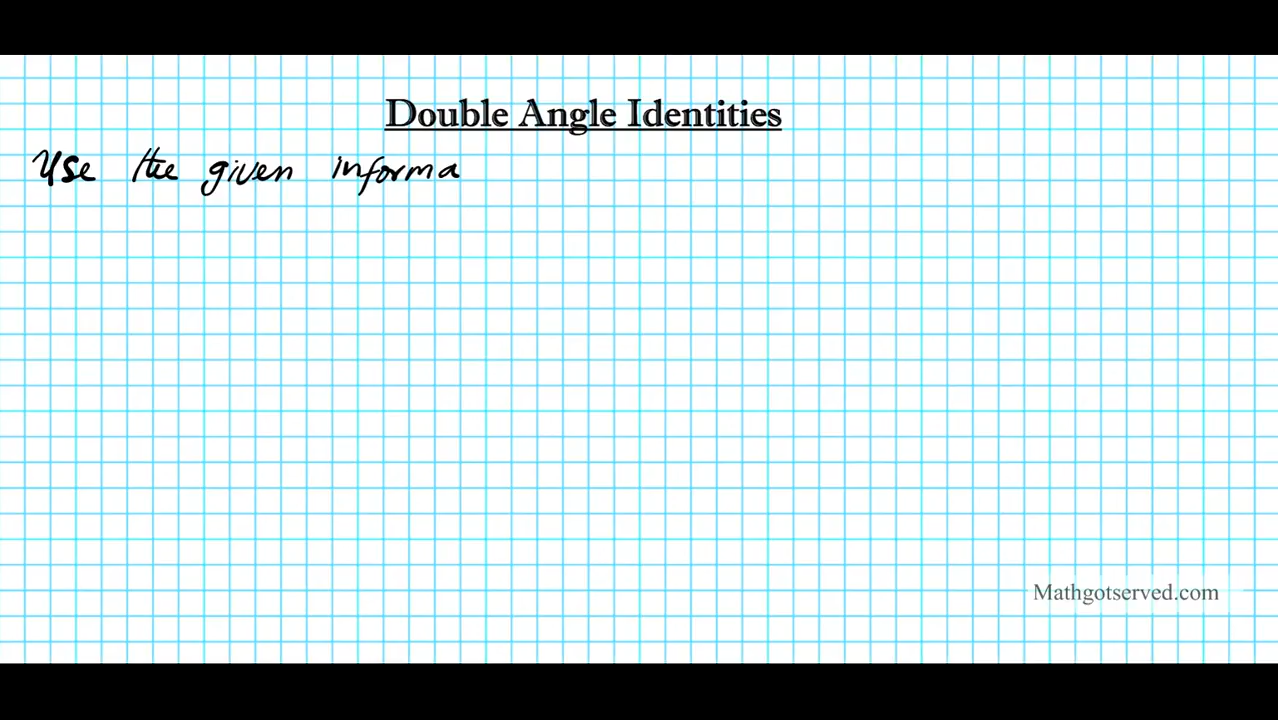 Double Angle Identities
Use the given informa
Mathgotserved.com